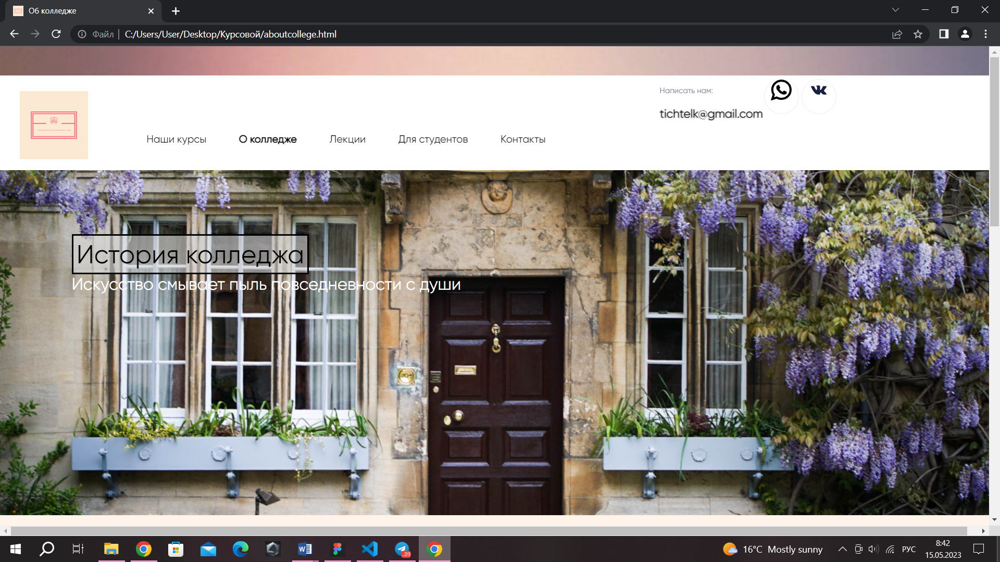 Об колледже
Файл
C:/Users/User/Desktop/Курсовой/aboutcollege.html
Написать нам:
tichtelk@gmail.com
Наши курсы
О колледже
Лекции
Для студентов
Контакты
История колледжа
Искусство смывает пыль повседневности с души
..09
16°C Mostly sunny
РУС
8:42
15.05.2023